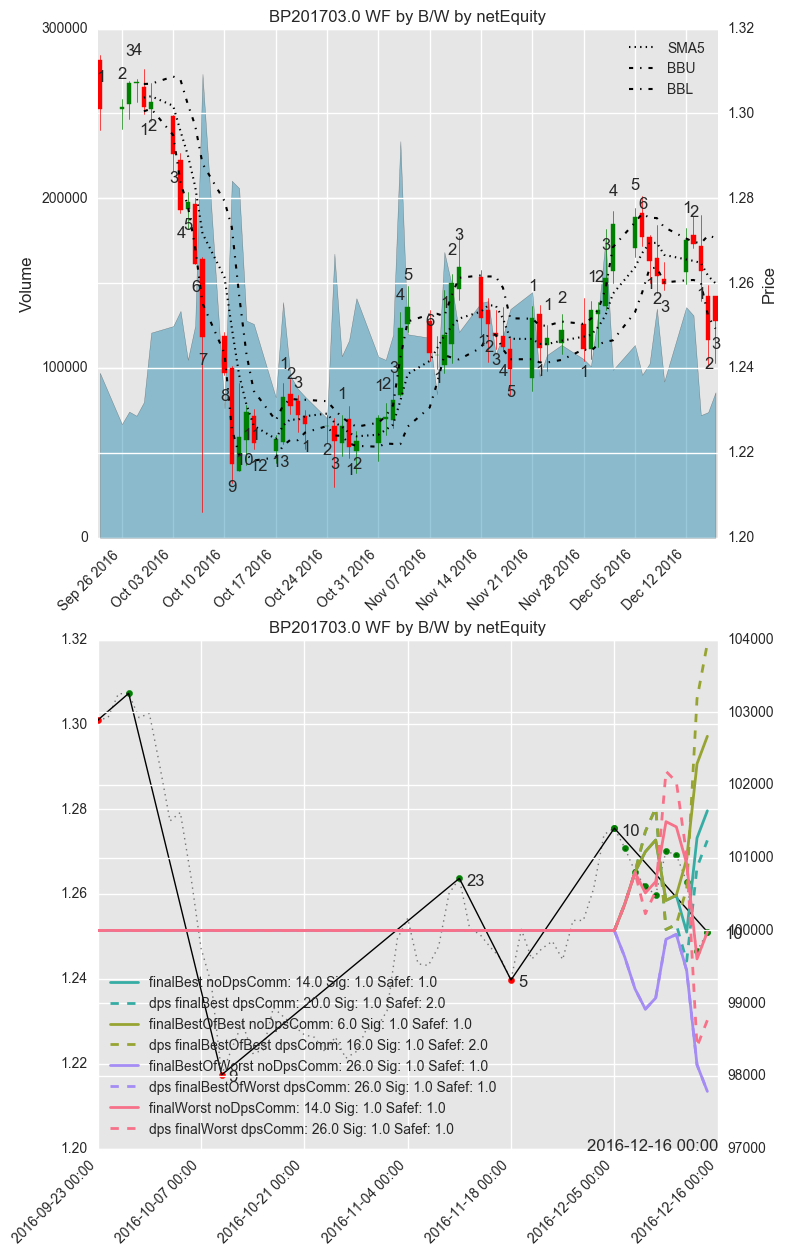 BP201703.0 WF by B/W by netEquity
300000
200000
100000
0
Volume
1.32
1.30
1.28
1.26
1.24
1.22
1.20
Price
SMA5
BBU
BBL
Sep 26 2016
Oct 03 2016
Oct 10 2016
Oct 17 2016
Oct 24 2016
Oct 31 2016
Nov 07 2016
Nov 14 2016
Nov 21 2016
Nov 28 2016
Dec 05 2016
Dec 12 2016
BP201703.0 WF by B/W by netEquity
1.32
1.30
1.28
1.26
1.24
1.22
1.20
104000
103000
102000
101000
100000
99000
98000
97000
10
23
5
9
finalBest noDpsComm: 14.0 Sig: 1.0 Safef: 1.0
dps finalBest dpsComm: 20.0 Sig: 1.0 Safef: 2.0
finalBestOfBest noDpsComm: 6.0 Sig: 1.0 Safef: 1.0
dps finalBestOfBest dpsComm: 16.0 Sig: 1.0 Safef: 2.0
finalBestOfWorst noDpsComm: 26.0 Sig: 1.0 Safef: 1.0
dps finalBestOfWorst dpsComm: 26.0 Sig: 1.0 Safef: 1.0
finalWorst noDpsComm: 14.0 Sig: 1.0 Safef: 1.0
dps finalWorst dpsComm: 26.0 Sig: 1.0 Safef: 1.0
2016-12-16 00:00
2016-09-23 00:00
2016-10-07 00:00
2016-10-21 00:00
2016-11-04 00:00
2016-11-18 00:00
2016-12-05 00:00
2016-12-16 00:00